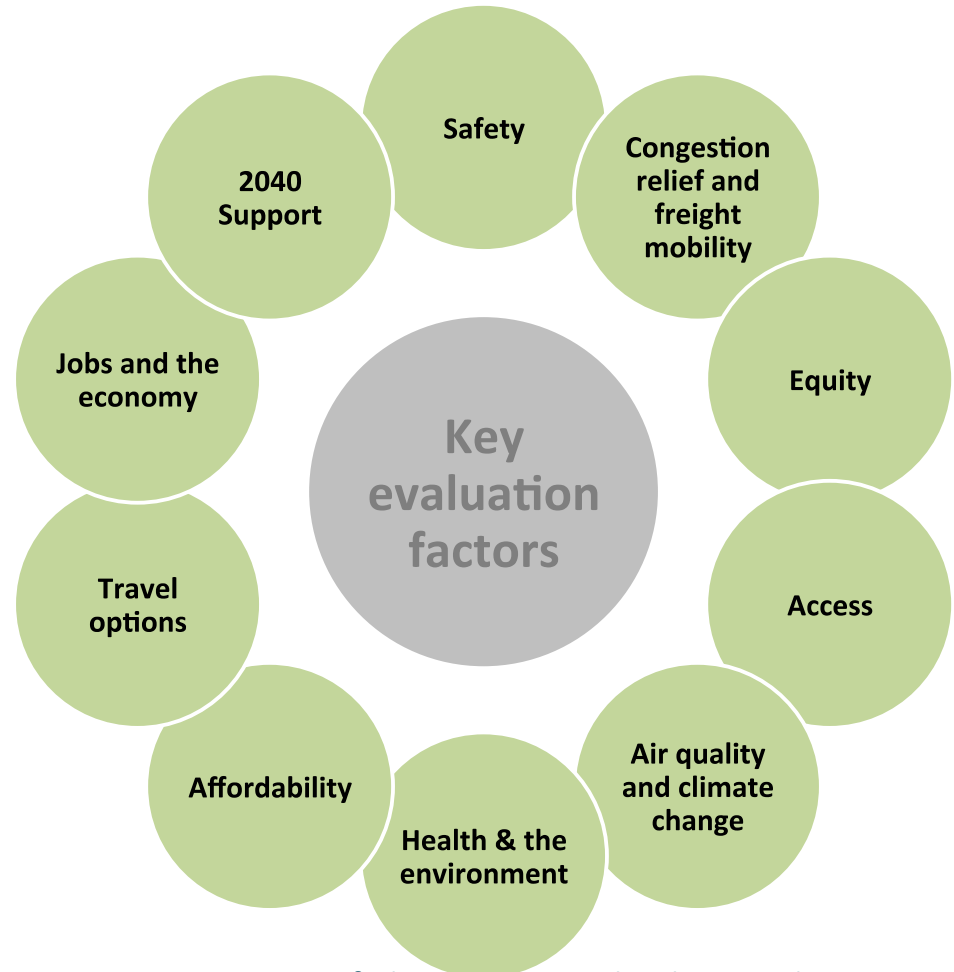 Safety
Congestion
relief and
freight
mobility
Equity
Access
Air quality
and climate
change
Health & the
environment
Affordability
Travel
options
Jobs and the
economy
2040
Support
Key
evaluation
factors